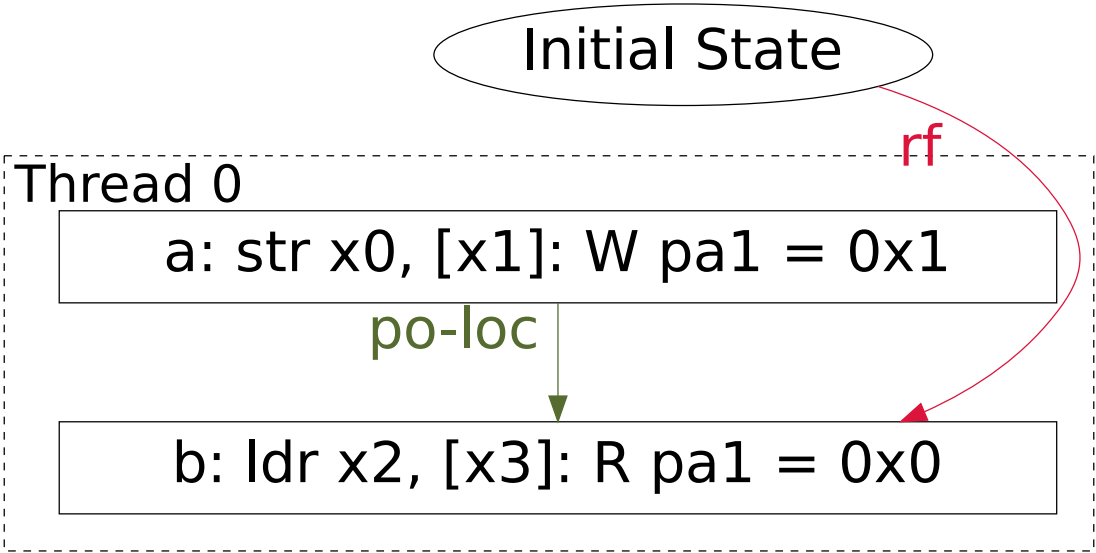 Initial State
rf
Thread 0
a: str x0, [x1]: W pa1 = 0x1
po-loc
b: ldr x2, [x3]: R pa1 = 0x0